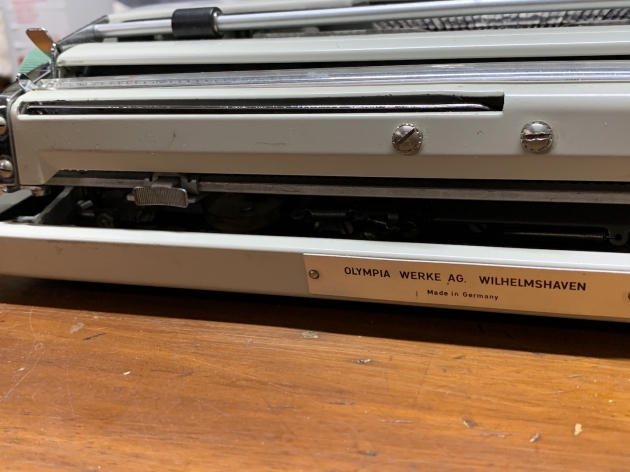 OLYMPIA WERKE AG. WILHELMSHAVEN
Made in Germany